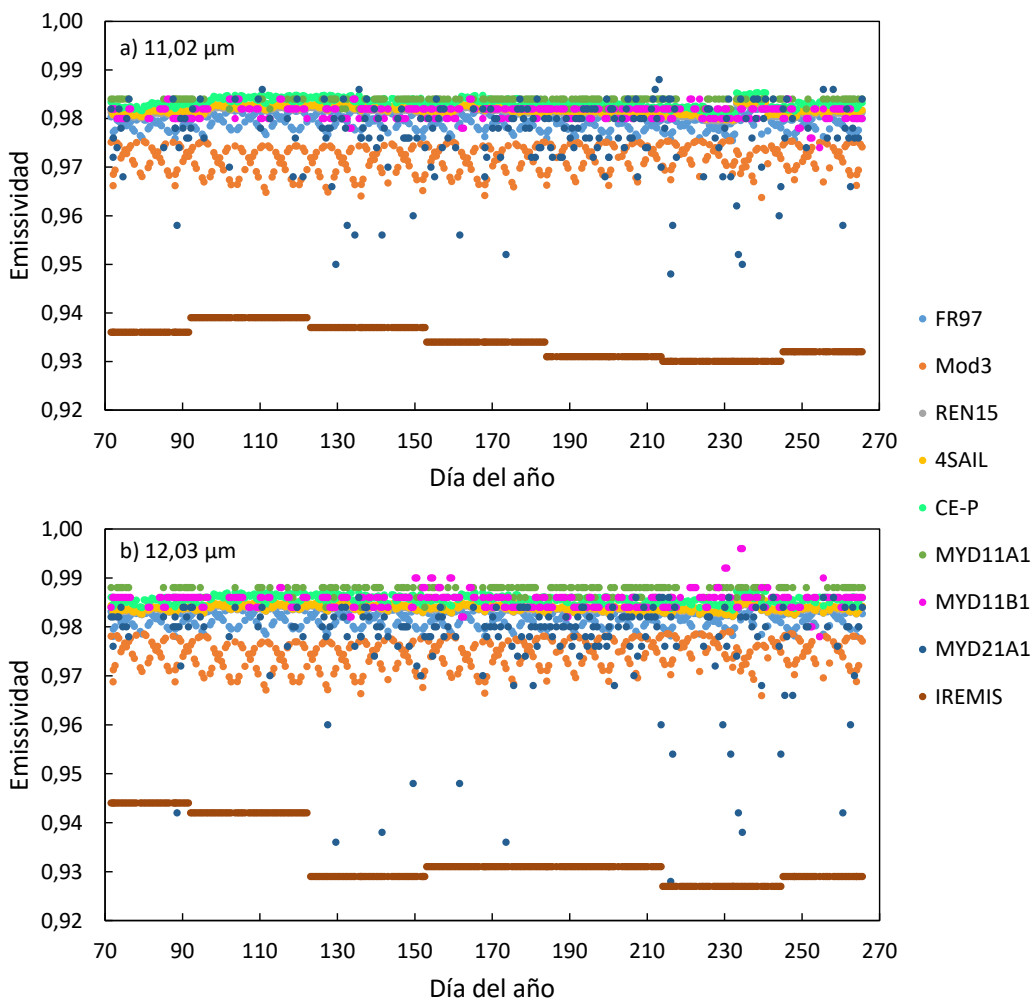 a) 11,02 µm
1,00
0,99
0,98
0,97
0,96
0,95
0,94
0,93
0,92
Emissividad
70 90 110 130 150 170 190 210 230 250 270
Día del año
b) 12,03 µm
1,00
0,99
0,98
0,97
0,96
0,95
0,94
0,93
0,92
Emissividad
70 90 110 130 150 170 190 210 230 250 270
Día del año
FR97
Mod3
REN15
4SAIL
CE-P
MYD11A1
MYD11B1
MYD21A1
IREMIS